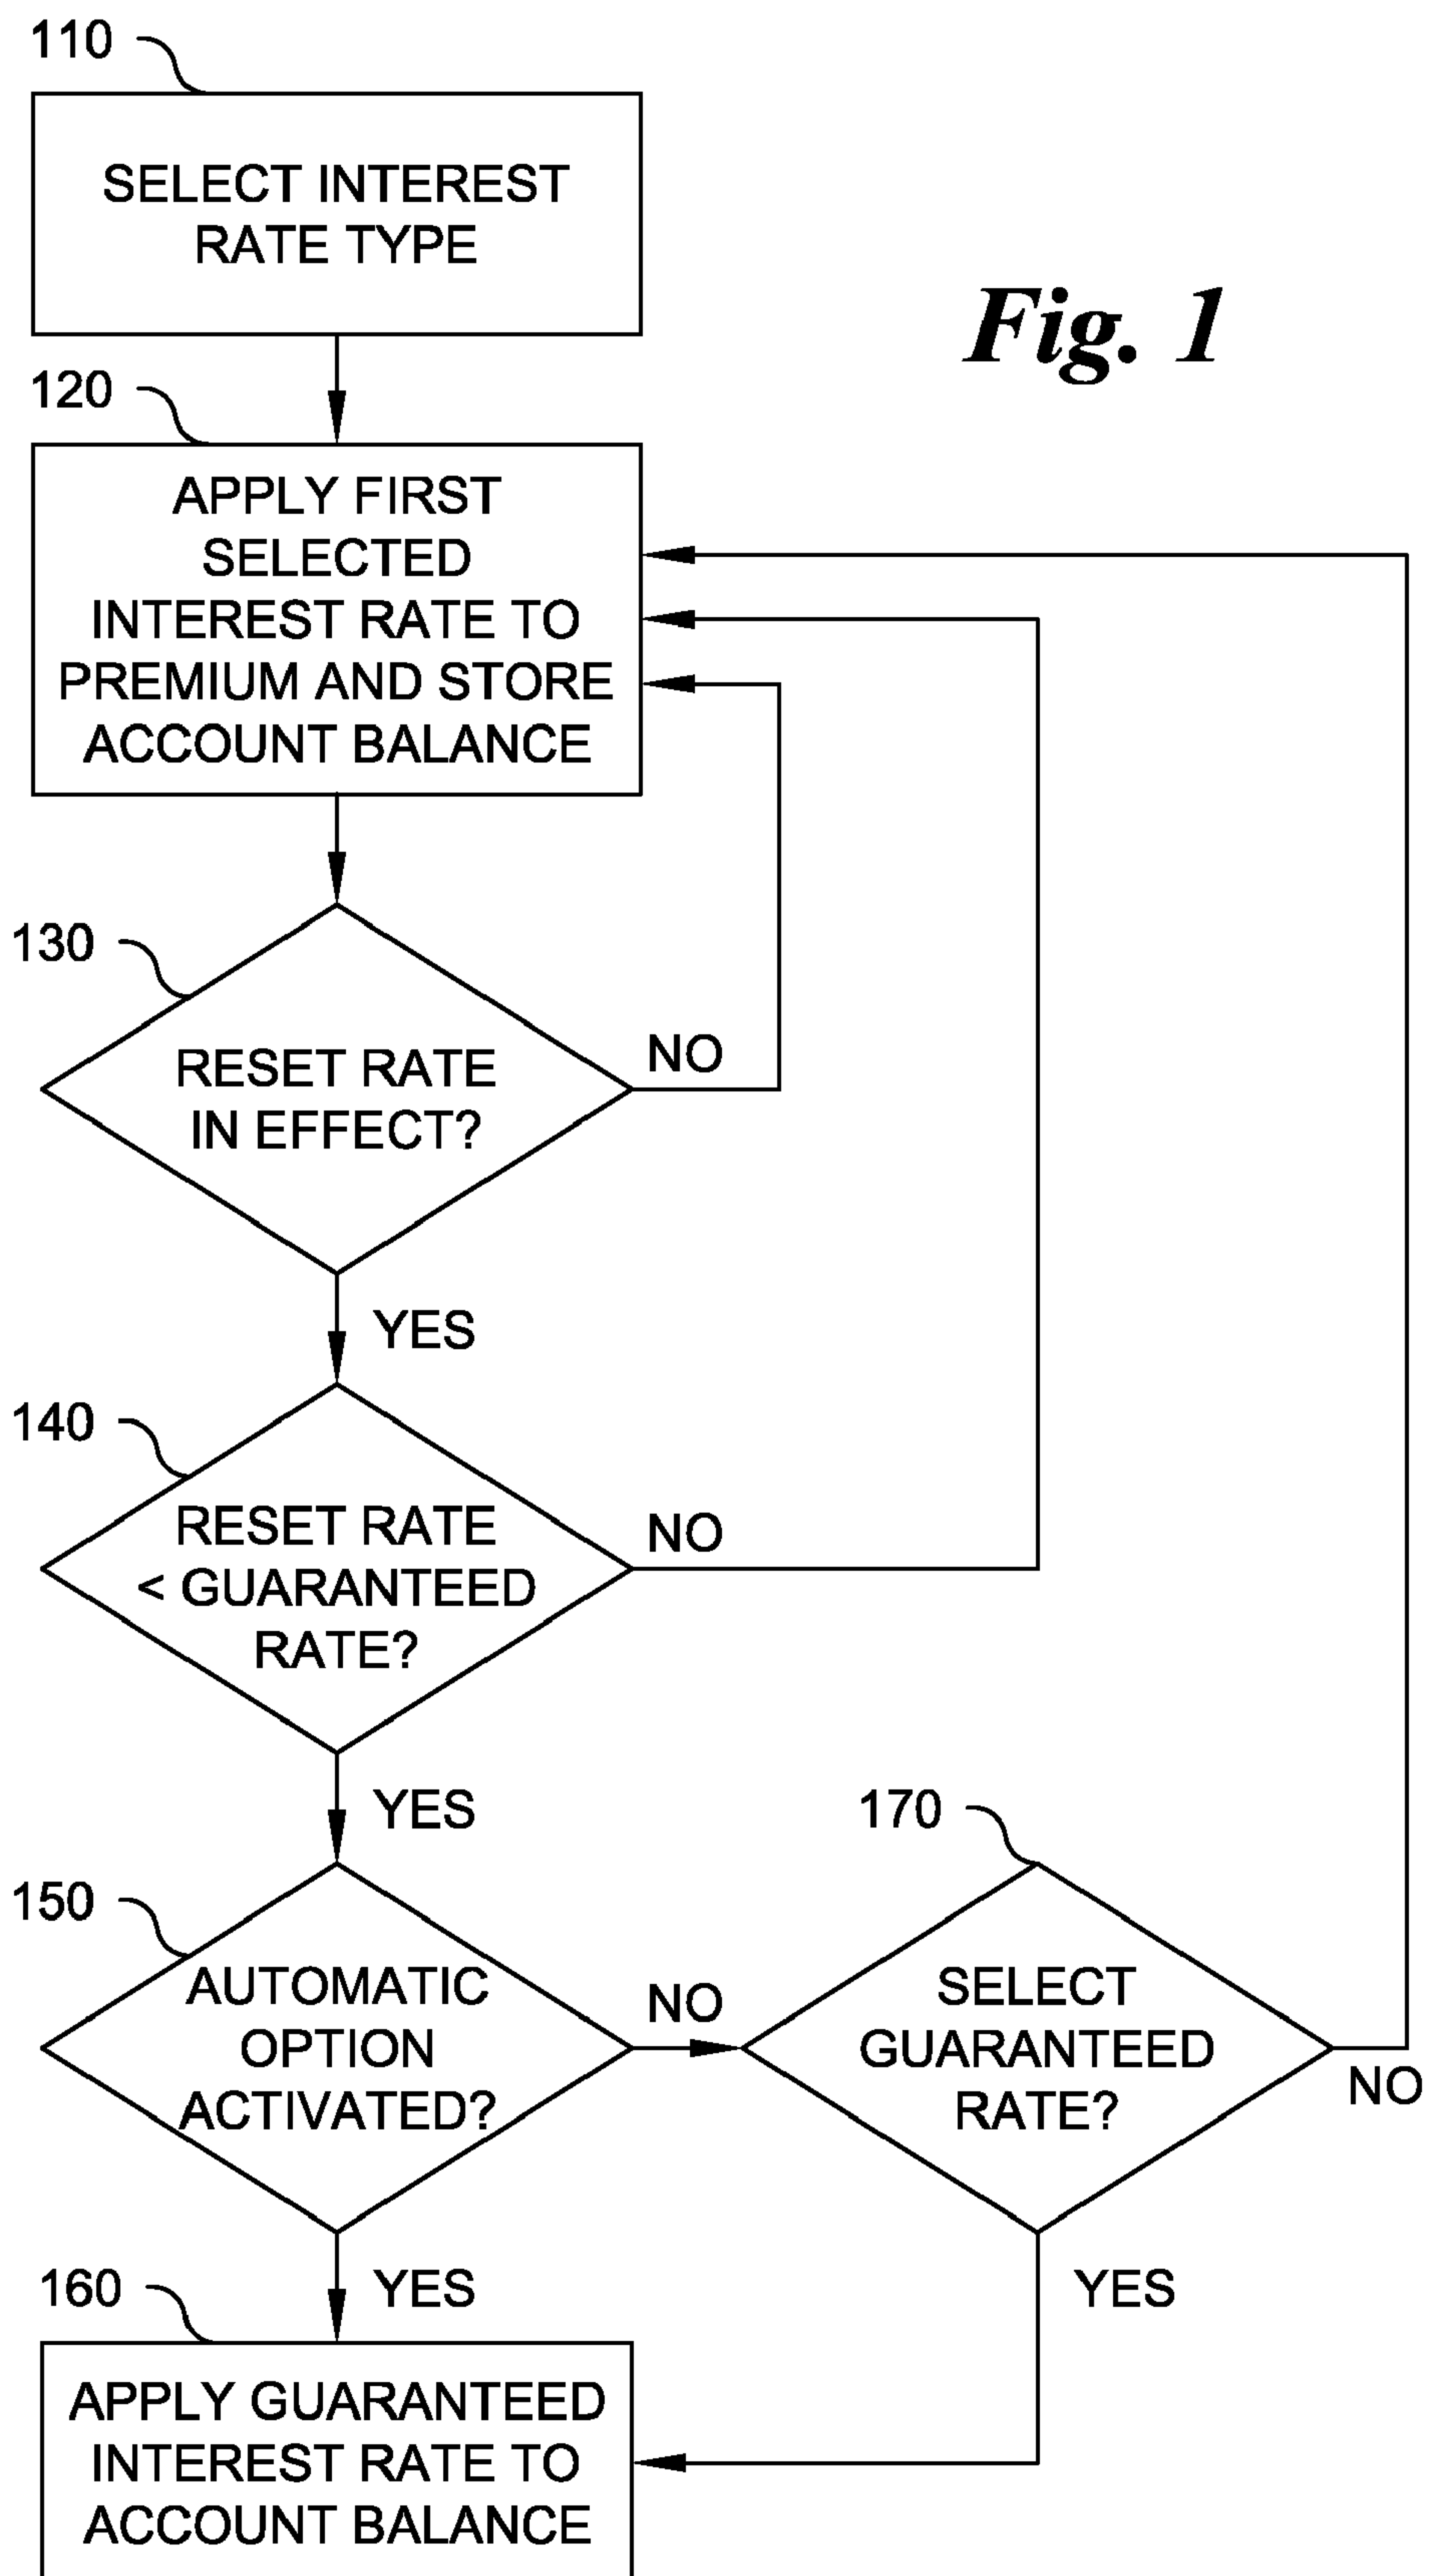 110
SELECT INTEREST
RATE TYPE
Fig. 1
120
APPLY FIRST
SELECTED
INTEREST RATE TO
PREMIUM AND STORE
ACCOUNT BALANCE
130
RESET RATE
IN EFFECT?
NO
YES
140
RESET RATE
< GUARANTEED
RATE?
NO
YES
150
AUTOMATIC
OPTION
ACTIVATED?
NO
170
SELECT
GUARANTEED
RATE?
NO
YES
YES
160
APPLY GUARANTEED
INTEREST RATE TO
ACCOUNT BALANCE